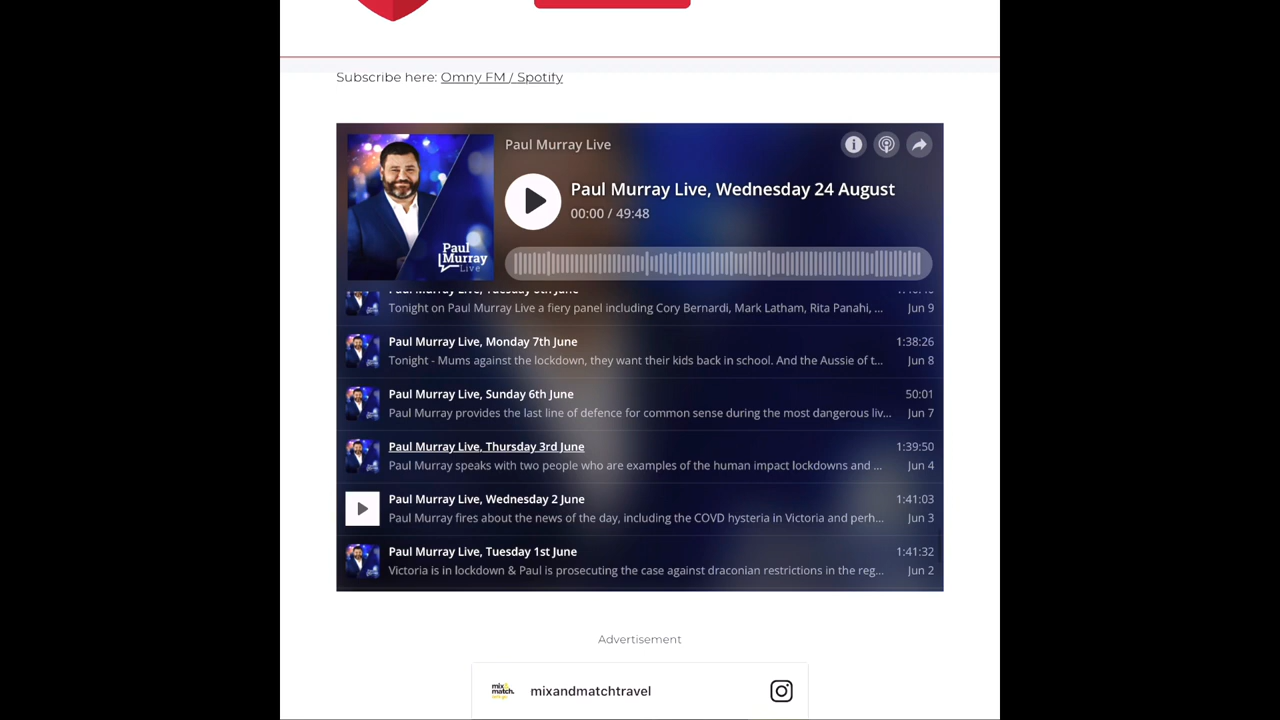 Subscribe here: Omny FM / Spotify
Paul Murray Live
Paul Murray Live, Wednesday 24 August
00:00 / 49:48
Paul Murray Live
Tonight on Paul Murray Live a fiery panel including Cory Bernardi, Mark Latham, Rita Panahi, ... Jun 9
Paul Murray Live, Monday 7th June 1:38:26
Tonight - Mums against the lockdown, they want their kids back in school. And the Aussie of t... Jun 8
Paul Murray Live, Sunday 6th June 50:01
Paul Murray provides the last line of defence for common sense during the most dangerous liv... Jun 7
Paul Murray Live, Thursday 3rd June 1:39:50
Paul Murray speaks with two people who are examples of the human impact lockdowns and ... Jun 4
Paul Murray Live, Wednesday 2 June 1:41:03
Paul Murray fires about the news of the day, including the COVD hysteria in Victoria and perh... Jun 3
Paul Murray Live, Tuesday 1st June 1:41:32
Victoria is in lockdown & Paul is prosecuting the case against draconian restrictions in the reg... Jun 2
Advertisement
mix match.
mixandmatchtravel